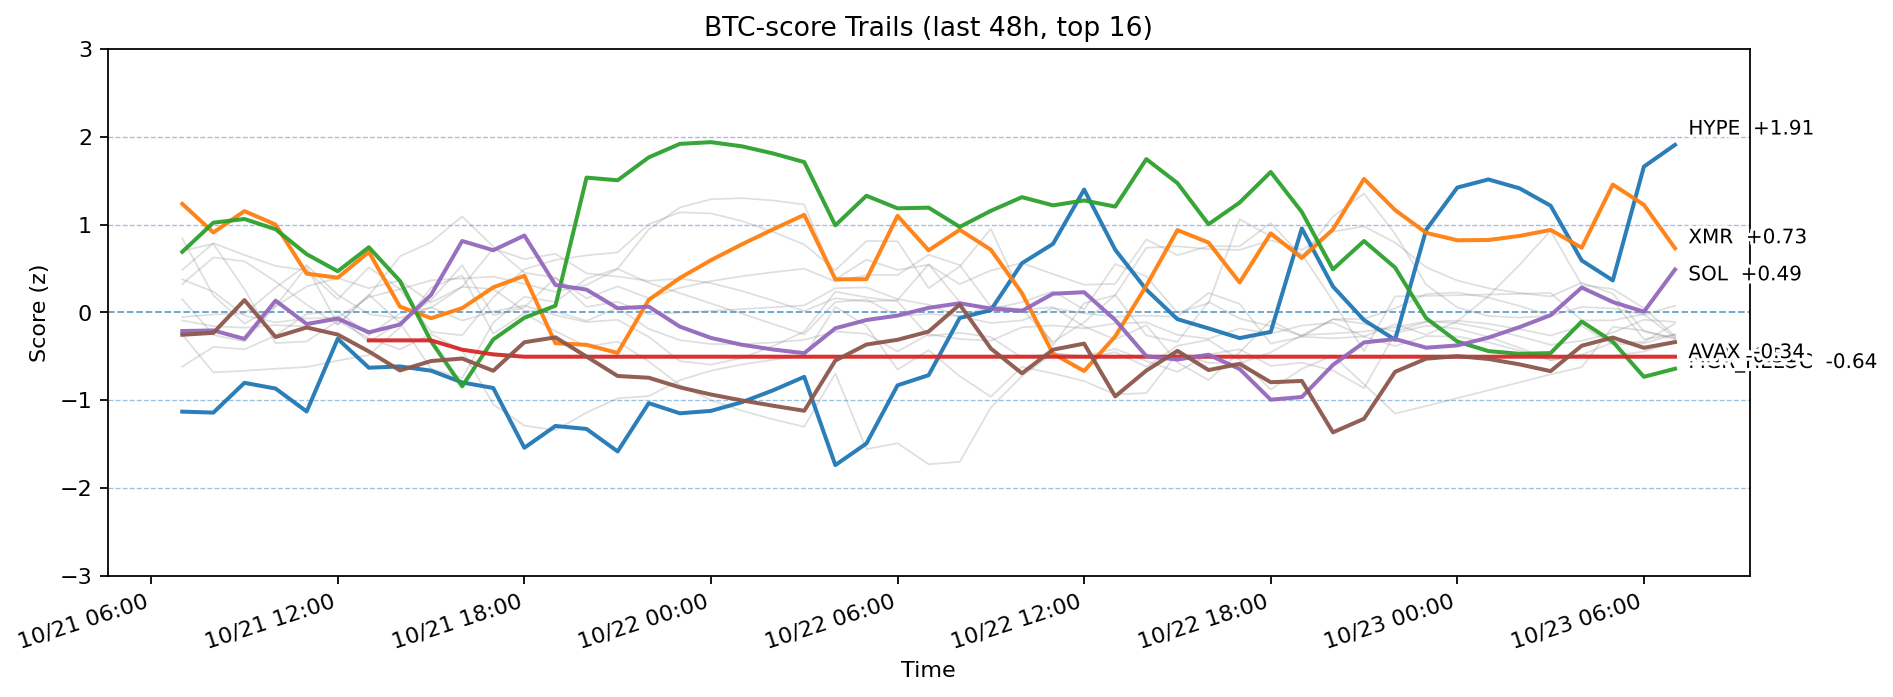 BTC-score Trails (last 48h, top 16)
Score (z)
3
2
1
0
−1
−2
−3
HYPE +1.91
XMR +0.73
SOL +0.49
AVAX -0.34
-0.64
10/21 06:00
10/21 12:00
10/21 18:00
10/22 00:00
10/22 06:00
10/22 12:00
10/22 18:00
10/23 00:00
10/23 06:00
Time